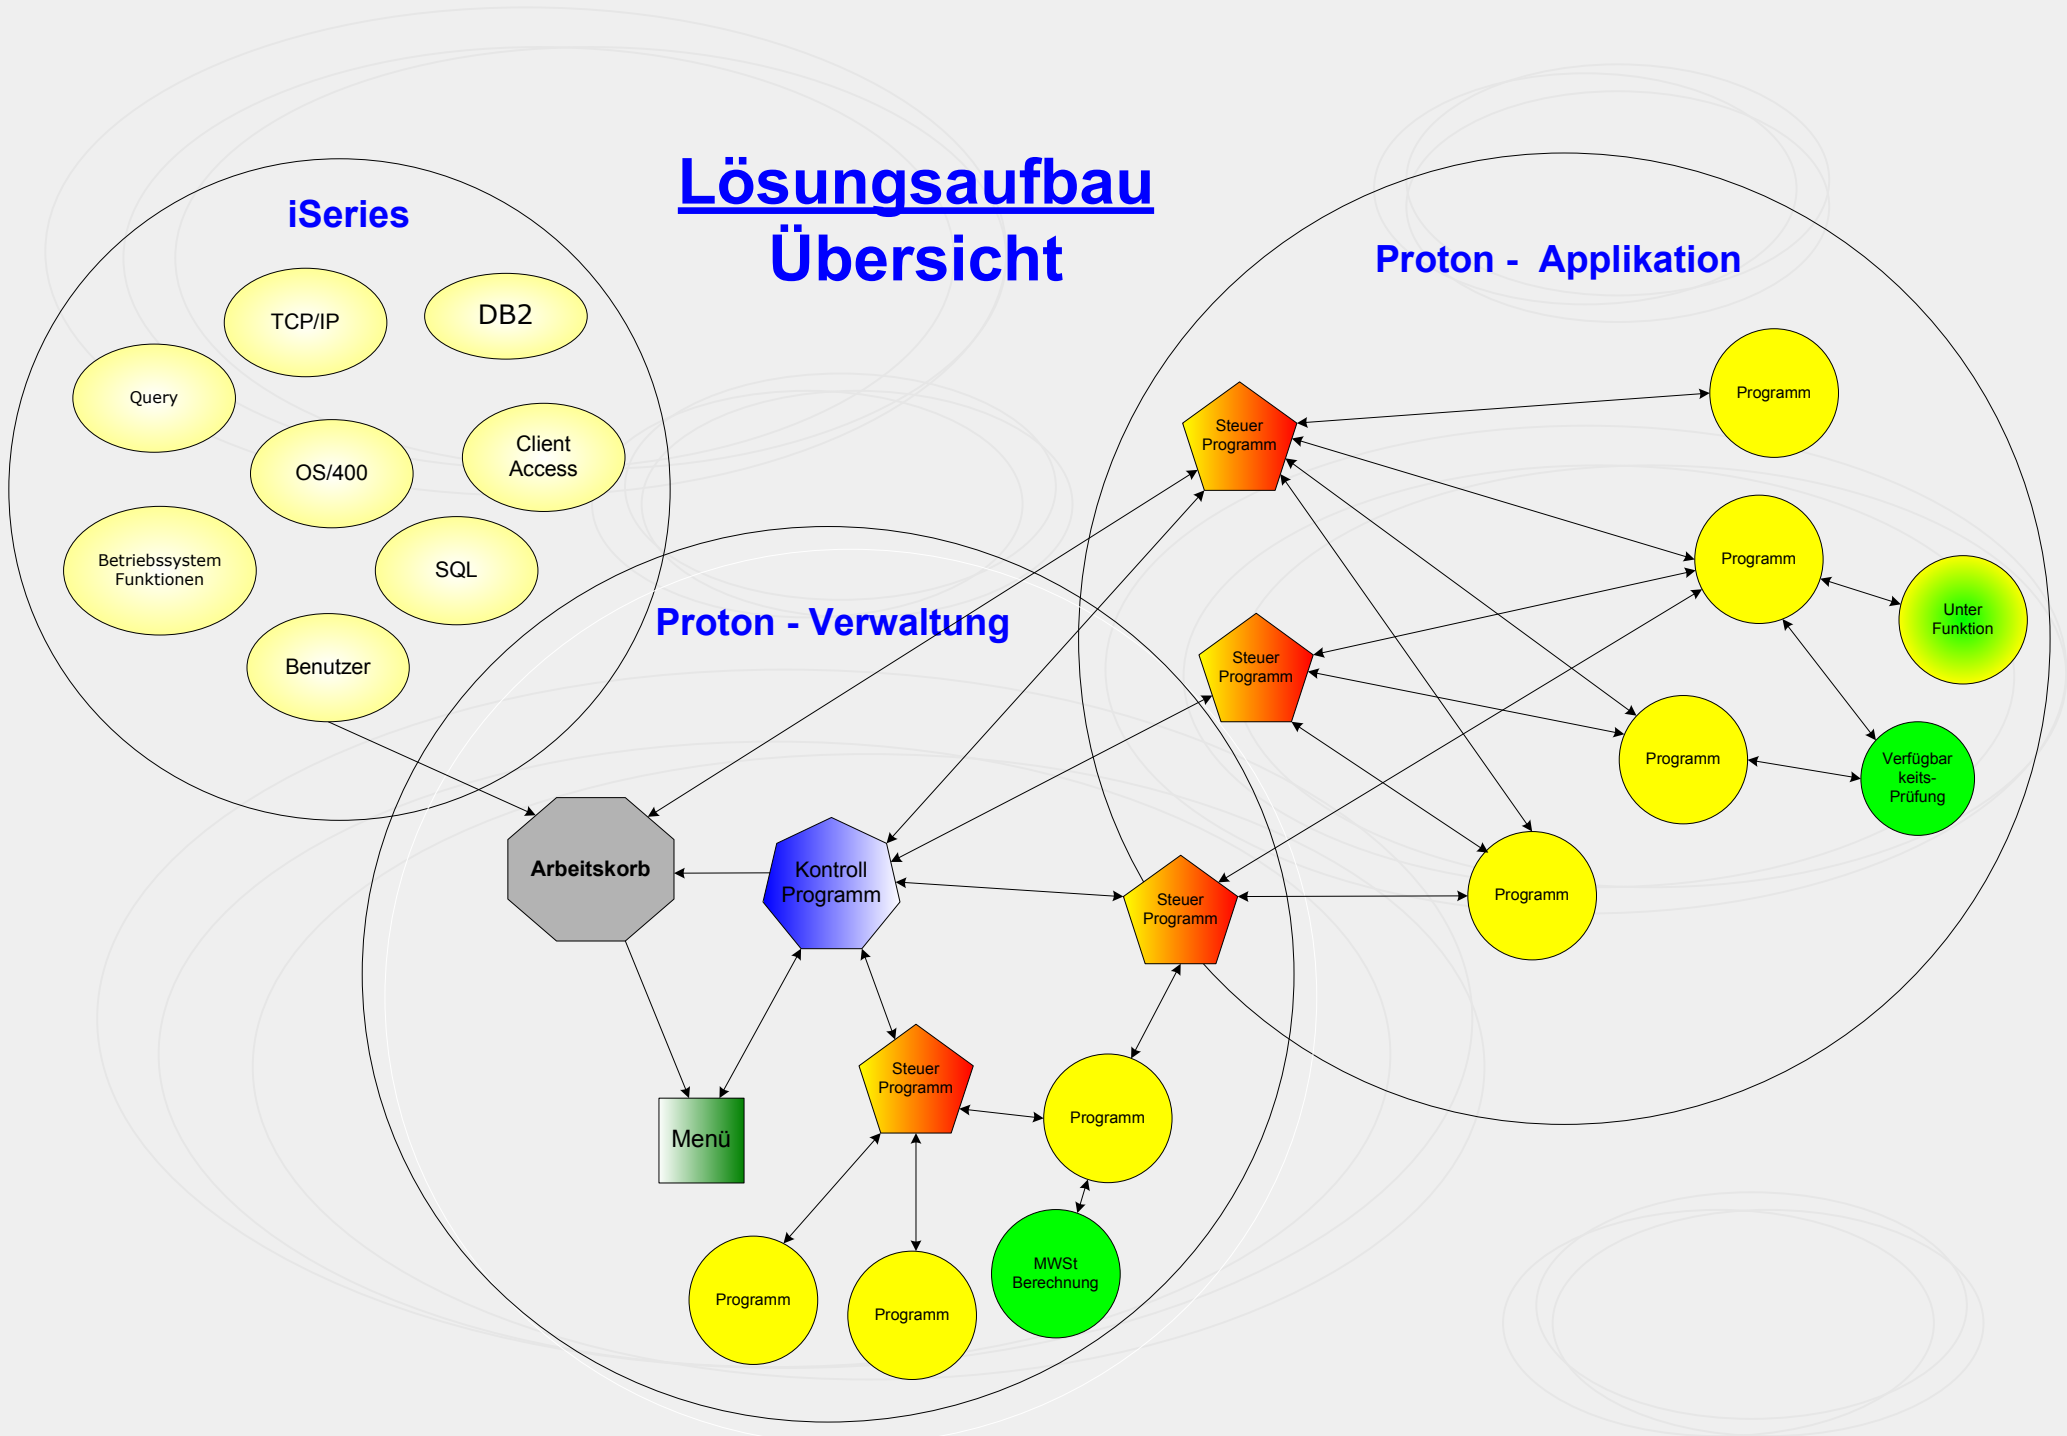 Lösungsaufbau
Übersicht
iSeries
TCP/IP
DB2
Query
OS/400
Client
Access
Betriebssystem
Funktionen
SQL
Benutzer
Proton - Verwaltung
Arbeitskorb
Kontroll
Programm
Menü
Steuer
Programm
Programm
Programm
Programm
MWSt
Berechnung
Proton -  Applikation
Steuer
Programm
Programm
Programm
Unter
Funktion
Steuer
Programm
Programm
Verfügbar
keits-
Prüfung
Steuer
Programm
Programm